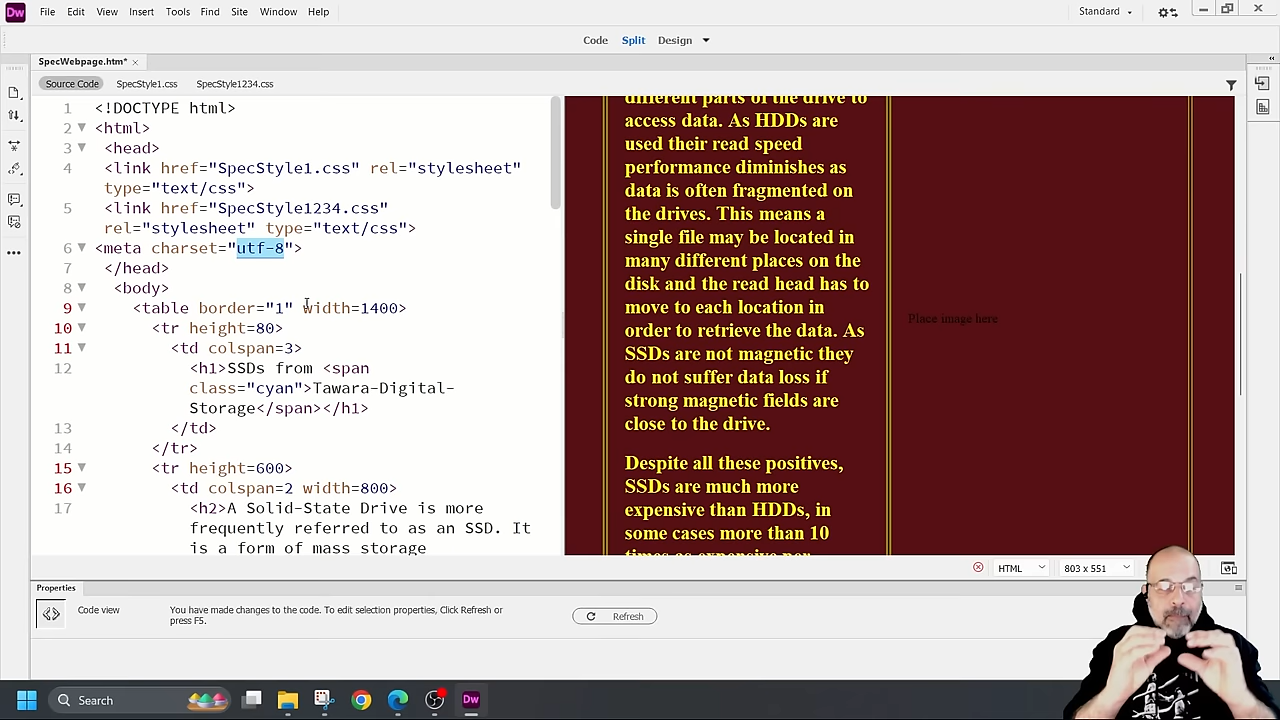 Dw File Edit View Insert Tools Find Site Window Help Standard
Code Split Design
SpecWebpage.htm* ×
Source Code SpecStyle1.css SpecStyle1234.css
1 <!DOCTYPE html>
2 <html>
3 <head>
4 <link href="SpecStyle1.css" rel="stylesheet"
type="text/css">
5 <link href="SpecStyle1234.css"
rel="stylesheet" type="text/css">
6 <meta charset="utf-8">
7 </head>
8 <body>
9 <table border="1" width=1400>
10 <tr height=80>
11 <td colspan=3>
12 <h1>SSDs from <span
class="cyan">Tawara-Digital-
Storage</span></h1>
13 </td>
14 </tr>
15 <tr height=600>
16 <td colspan=2 width=800>
17 <h2>A Solid-State Drive is more
frequently referred to as an SSD. It
is a form of mass storage
different parts of the drive to
access data. As HDDs are
used their read speed
performance diminishes as
data is often fragmented on
the drives. This means a
single file may be located in
many different places on the
disk and the read head has to
move to each location in
order to retrieve the data. As
SSDs are not magnetic they
do not suffer data loss if
strong magnetic fields are
close to the drive.
Despite all these positives,
SSDs are much more
expensive than HDDs, in
some cases more than 10
times as expensive per
Place image here
HTML 803 x 551
Properties
Code view
You have made changes to the code. To edit selection properties, Click Refresh or
press F5.
Refresh
Search
Dw